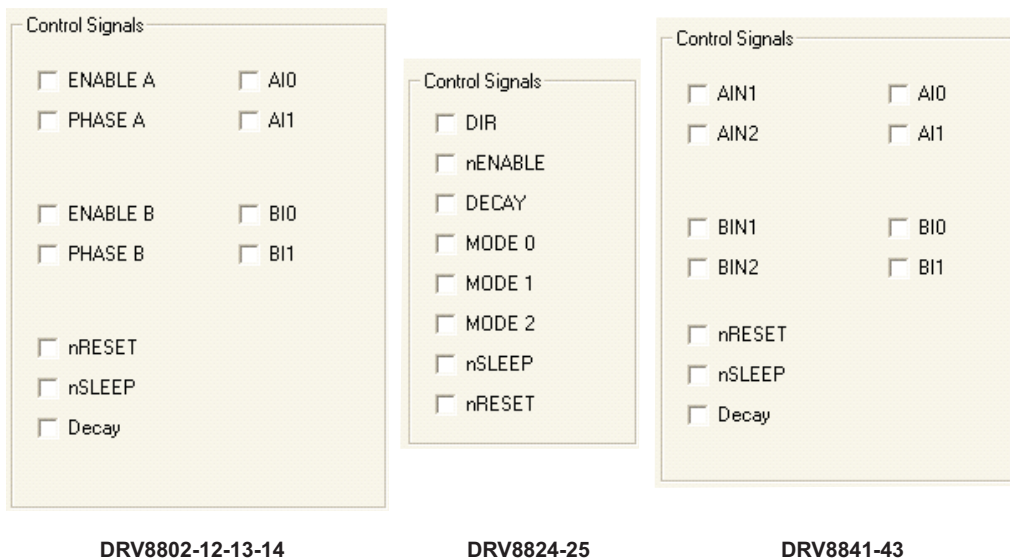 Control Signals
ENABLE A AI0
PHASE A AI1
ENABLE B BI0
PHASE B BI1
nRESET
nSLEEP
Decay
DRV8802-12-13-14
Control Signals
DIR
nENABLE
DECAY
MODE 0
MODE 1
MODE 2
nSLEEP
nRESET
DRV8824-25
Control Signals
AIN1 AI0
AIN2 AI1
BIN1 BI0
BIN2 BI1
nRESET
nSLEEP
Decay
DRV8841-43